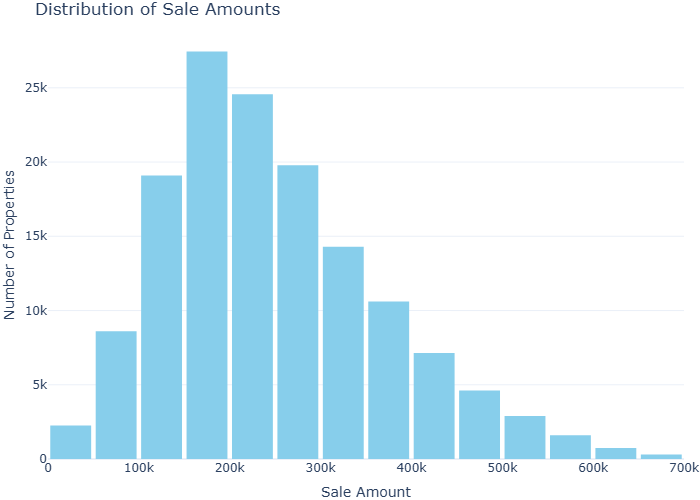 Distribution of Sale Amounts
Number of Properties
25k
20k
15k
10k
5k
0
0 100k 200k 300k 400k 500k 600k 700k
Sale Amount